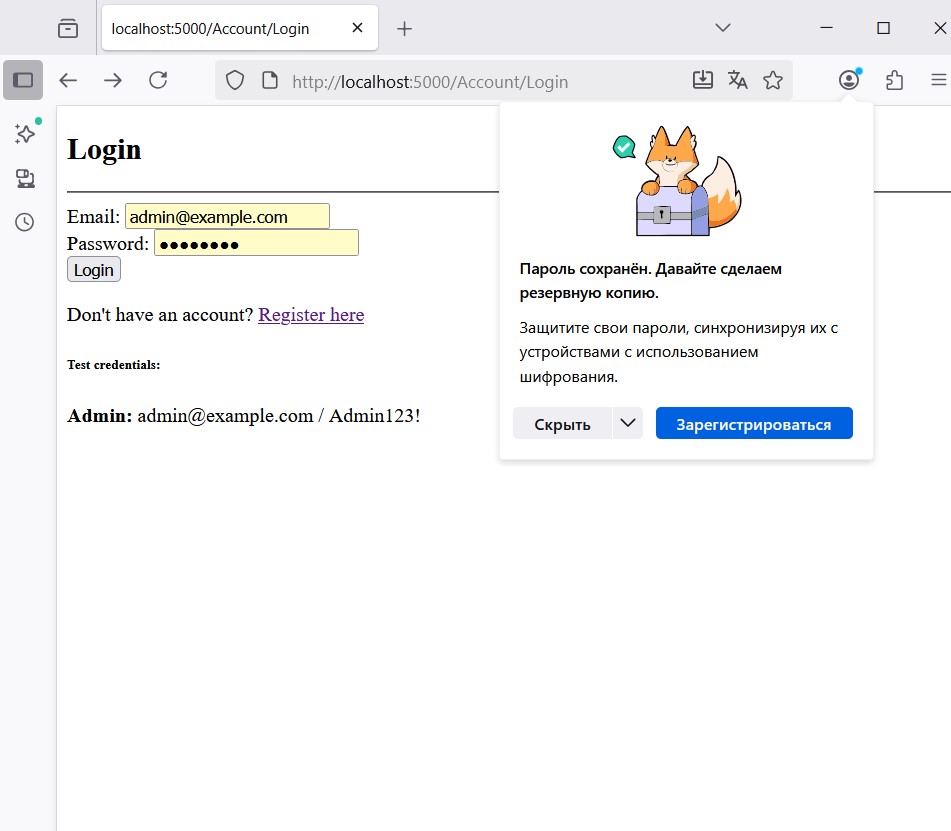 localhost:5000/Account/Login
http://localhost:5000/Account/Login
Login
Email: admin@example.com
Password: ●●●●●●●●
Login
Don't have an account? Register here
Test credentials:
Admin: admin@example.com / Admin123!
Пароль сохранён. Давайте сделаем
резервную копию.
Защитите свои пароли, синхронизируя их с
устройствами с использованием
шифрования.
Скрыть
Зарегистрироваться